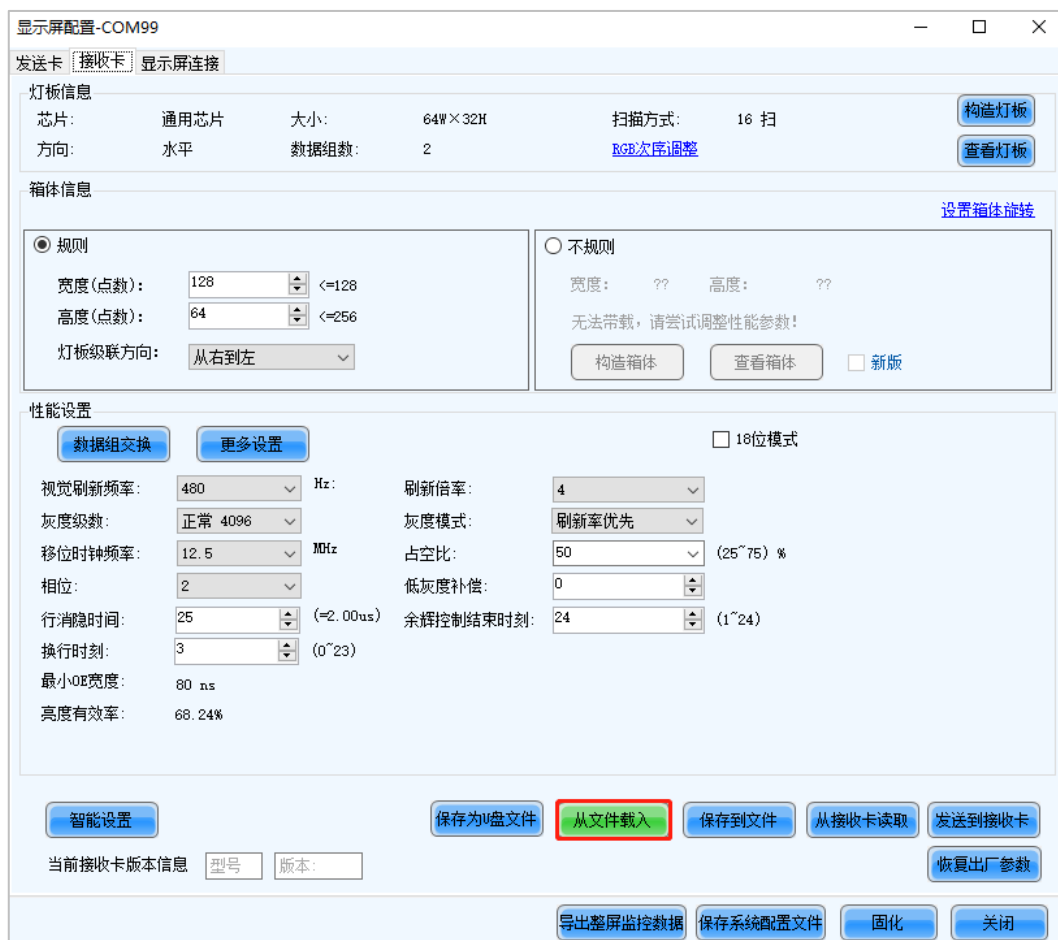 显示屏配置-COM99
发送卡 接收卡 显示屏连接
灯板信息
芯片: 通用芯片 大小: 64W×32H 扫描方式: 16 扫 构造灯板
方向: 水平 数据组数: 2 RGB次序调整 查看灯板
箱体信息
设置箱体旋转
规则 不规则
宽度(点数): 128 <=128 宽度: ?? 高度: ??
高度(点数): 64 <=256 无法带载，请尝试调整性能参数!
灯板级联方向: 从右到左 构造箱体 查看箱体 新版
性能设置
数据组交换 更多设置 18位模式
视觉刷新频率: 480 Hz: 刷新倍率: 4
灰度级数: 正常 4096 灰度模式: 刷新率优先
移位时钟频率: 12.5 MHz 占空比: 50 (25~75) %
相位: 2 低灰度补偿: 0
行消隐时间: 25 (=2.00us) 余辉控制结束时刻: 24 (1~24)
换行时刻: 3 (0~23)
最小OE宽度: 80 ns
亮度有效率: 68.24%
智能设置 保存为U盘文件 从文件载入 保存到文件 从接收卡读取 发送到接收卡
当前接收卡版本信息 型号 版本: 恢复出厂参数
导出整屏监控数据 保存系统配置文件 固化 关闭